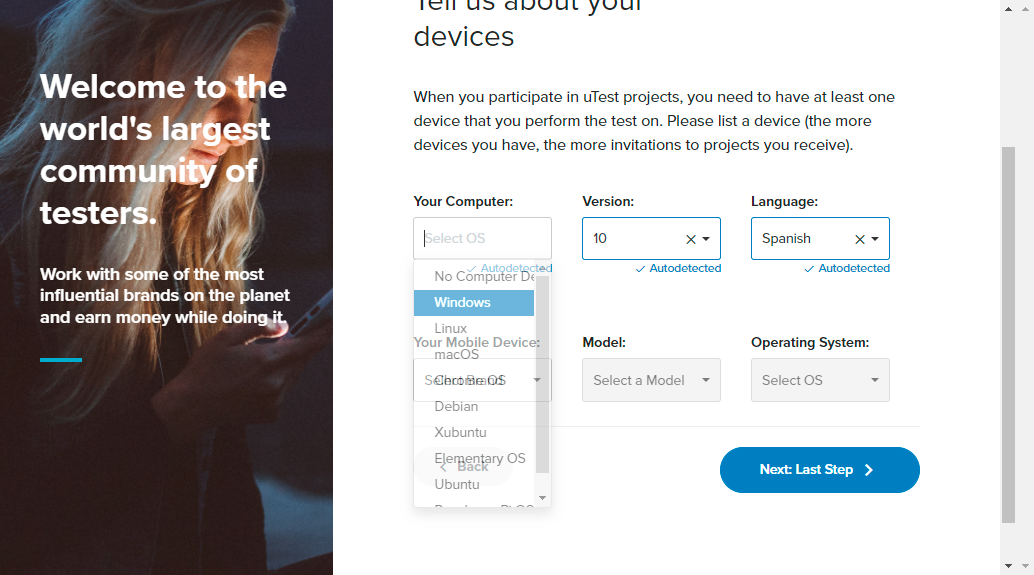 Welcome to the
world's largest
community of
testers.
Work with some of the most
influential brands on the planet
and earn money while doing it.
Tell us about your
devices
When you participate in uTest projects, you need to have at least one
device that you perform the test on. Please list a device (the more
devices you have, the more invitations to projects you receive).
Your Computer: Version: Language:
Select OS 10 Spanish
Autodetected Autodetected Autodetected
No Computer De
Windows
Linux
Your Mobile Device: Model: Operating System:
macOS
Select Brand Select a Model Select OS
Chrome OS
Debian
Xubuntu
Elementary OS
Back Next: Last Step
Ubuntu